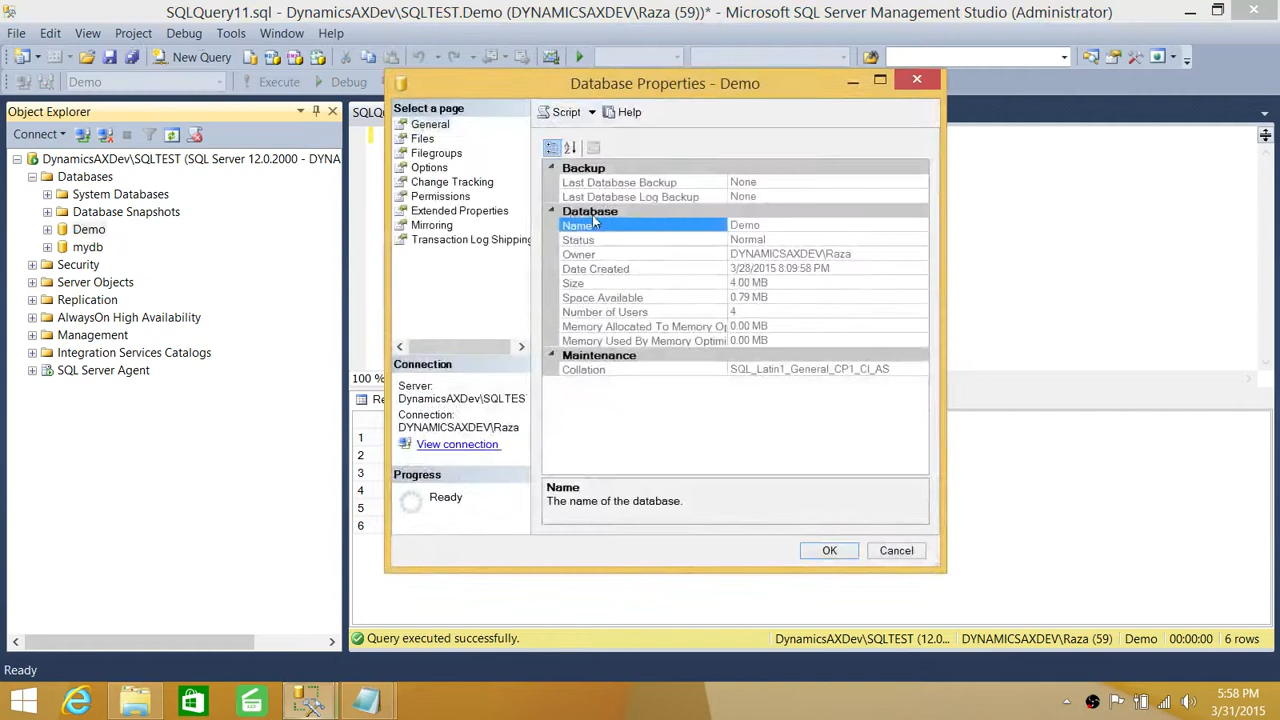 SQLQuery11.sql - DynamicsAXDev\SQLTEST.Demo (DYNAMICSAXDEV\Raza (59)) - Microsoft SQL Server Management Studio (Administrator)
File Edit View Project Debug Tools Window Help
New Query
Demo Execute Debug
Object Explorer
Connect
DynamicsAXDev\SQLTEST (SQL Server 12.0.2000 - DYNA
Databases
System Databases
Database Snapshots
Demo
mydb
Security
Server Objects
Replication
AlwaysOn High Availability
Management
Integration Services Catalogs
SQL Server Agent
SQLQ
100 %
Re
1
2
3
4
5
6
Database Properties - Demo
Select a page
General
Files
Filegroups
Options
Change Tracking
Permissions
Extended Properties
Mirroring
Transaction Log Shipping
Connection
Server:
DynamicsAXDev\SQLTES
Connection:
DYNAMICSAXDEV\Raza
View connection
Progress
Ready
Script Help
Backup
Last Database Backup None
Last Database Log Backup None
Database
Name Demo
Status Normal
Owner DYNAMICSAXDEV\Raza
Date Created 3/28/2015 8:09:58 PM
Size 4.00 MB
Space Available 0.79 MB
Number of Users 4
Memory Allocated To Memory Op 0.00 MB
Memory Used By Memory Optimi 0.00 MB
Maintenance
Collation SQL_Latin1_General_CP1_CI_AS
Name
The name of the database.
OK Cancel
Query executed successfully. DynamicsAXDev\SQLTEST (12.0... DYNAMICSAXDEV\Raza (59) Demo 00:00:00 6 rows
Ready
5:58 PM
3/31/2015